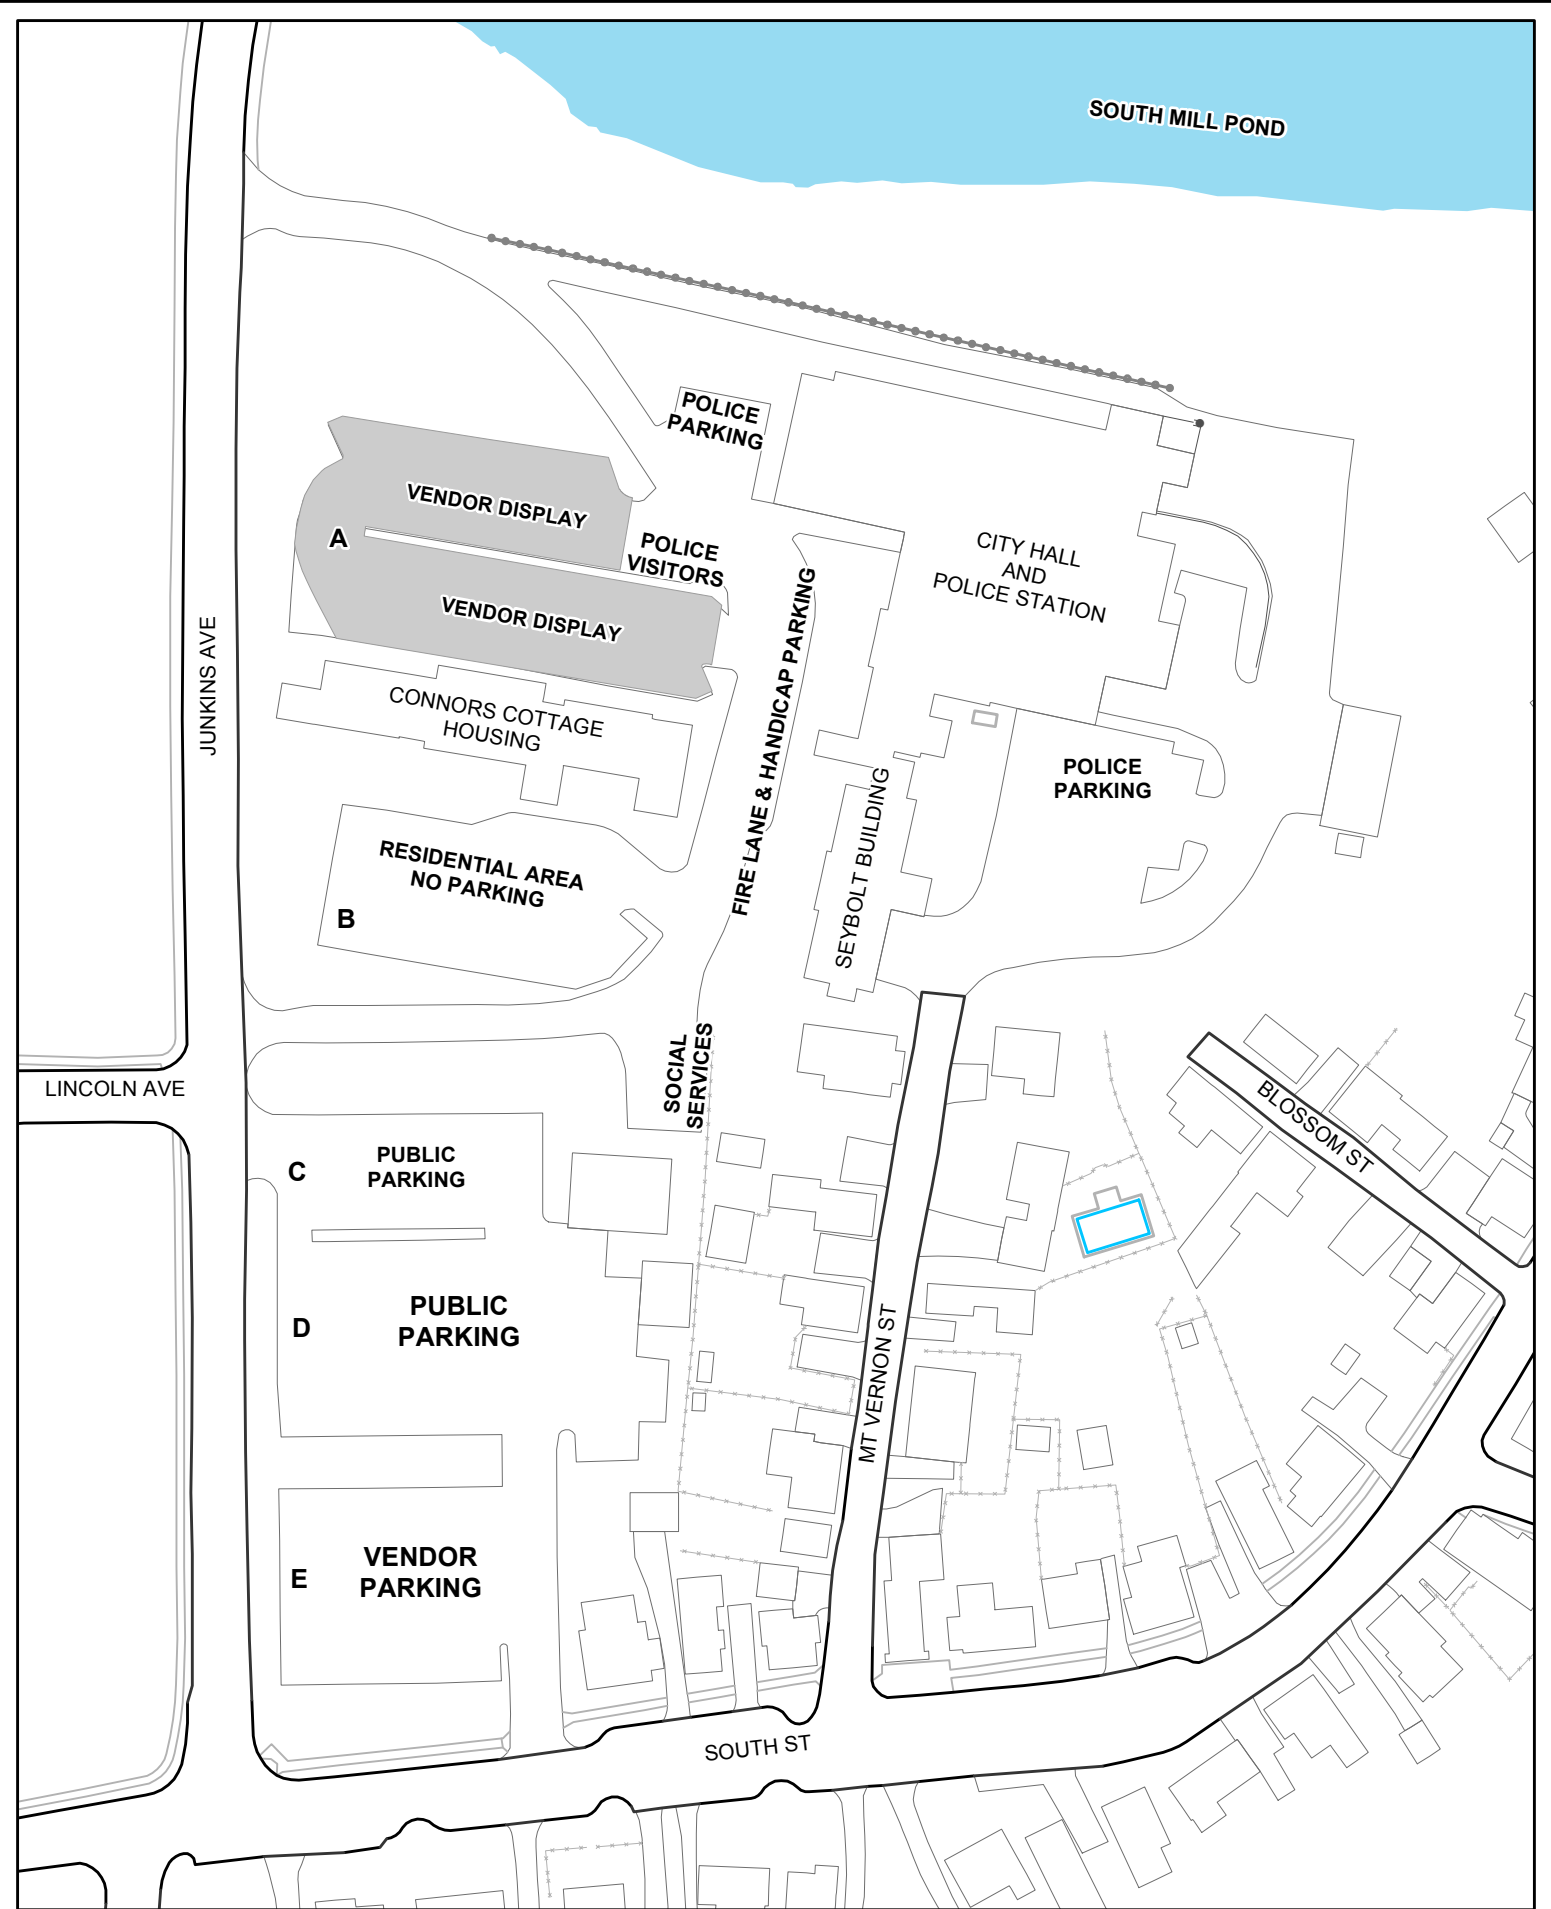 SOUTH MILL POND
POLICE
PARKING
VENDOR DISPLAY
A
POLICE
VISITORS
VENDOR DISPLAY
CITY HALL
AND
POLICE STATION
JUNKINS AVE
CONNORS COTTAGE
HOUSING
FIRE LANE & HANDICAP PARKING
POLICE
PARKING
SEYBOLT BUILDING
RESIDENTIAL AREA
NO PARKING
B
SOCIAL
SERVICES
LINCOLN AVE
BLOSSOM ST
C
PUBLIC
PARKING
D
PUBLIC
PARKING
MT VERNON ST
E
VENDOR
PARKING
SOUTH ST